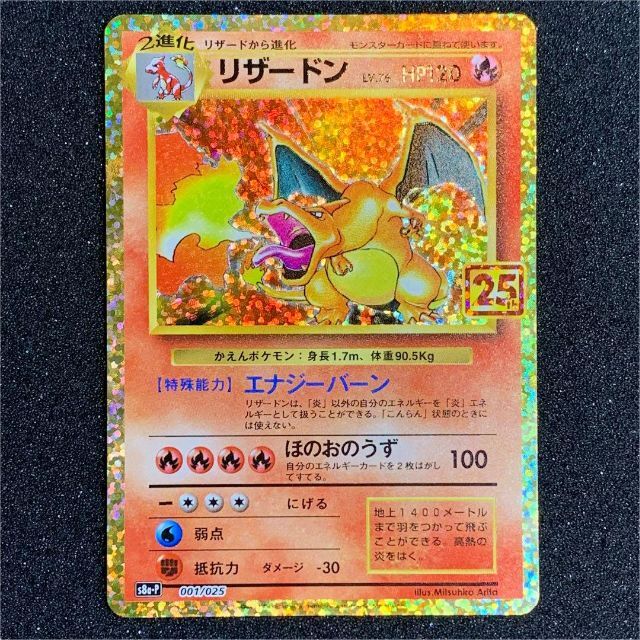 2進化
リザードから進化
モンスターカードに重ねて使います。
リザードン
LV.76
HP120
25th
かえんポケモン:身長1.7m、体重90.5Kg
【特殊能力】エナジーバーン
リザードンは、「炎」以外の自分のエネルギーを「炎」エネ
ルギーとして扱うことができる。「こんらん」状態のときに
は使えない。
ほのおのうず 100
自分のエネルギーカードを2枚はがし
てすてる。
にげる
弱点
抵抗力 ダメージ -30
地上1400メートル
まで羽をつかって飛ぶ
ことができる。高熱の
炎をはく。
s8a-P 001/025
Illus.Mitsuhiro Arita